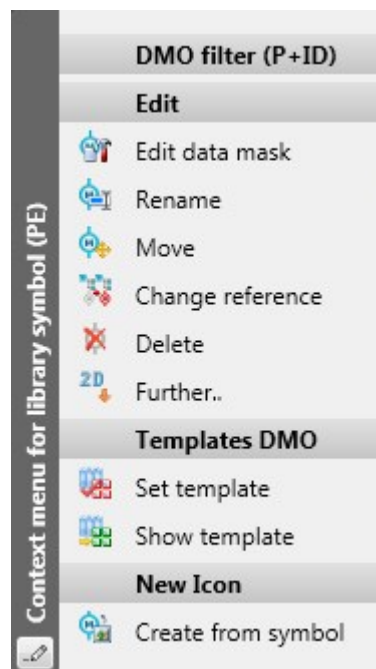 Context menu for library symbol (PE)
DMO filter (P+ID)
Edit
Edit data mask
Rename
Move
Change reference
Delete
2D
Further..
Templates DMO
Set template
Show template
New Icon
Create from symbol